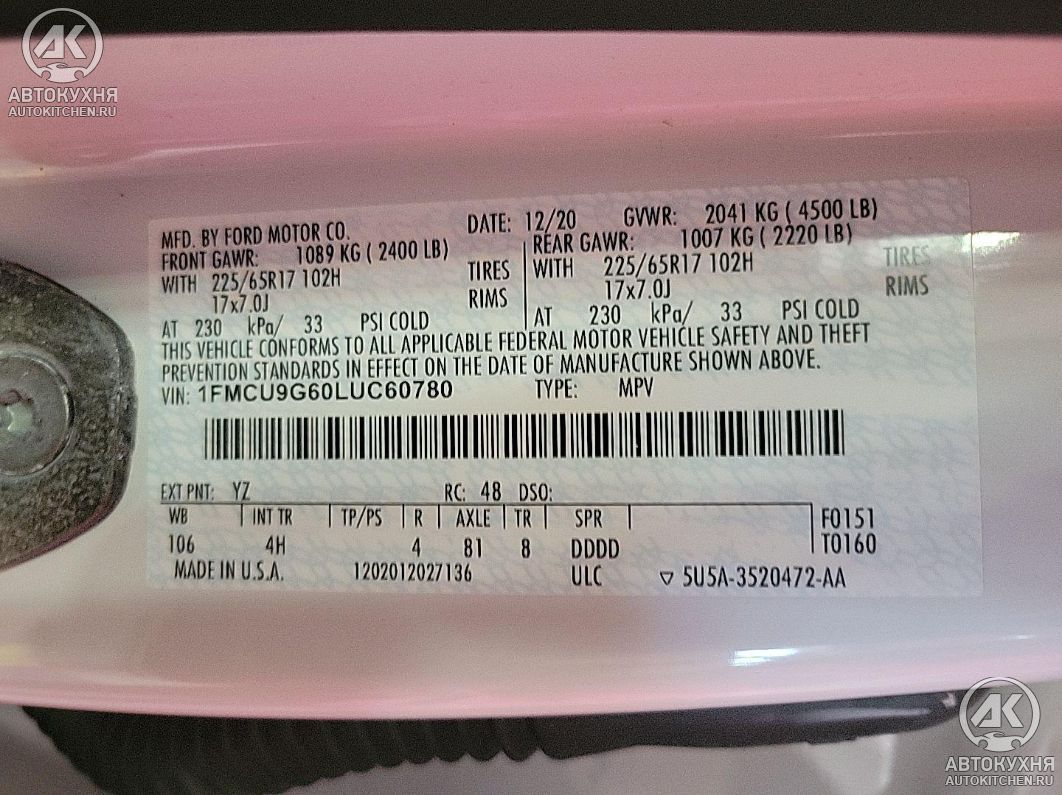 AK
АВТОКУХНЯ
AUTOKITCHEN.RU
MFD. BY FORD MOTOR CO. DATE: 12/20 GVWR: 2041 KG ( 4500 LB)
FRONT GAWR: 1089 KG ( 2400 LB) REAR GAWR: 1007 KG ( 2220 LB)
WITH 225/65R17 102H TIRES WITH 225/65R17 102H TIRES
17x7.0J RIMS 17x7.0J RIMS
AT 230 kPa/ 33 PSI COLD AT 230 kPa/ 33 PSI COLD
THIS VEHICLE CONFORMS TO ALL APPLICABLE FEDERAL MOTOR VEHICLE SAFETY AND THEFT
PREVENTION STANDARDS IN EFFECT ON THE DATE OF MANUFACTURE SHOWN ABOVE.
VIN: 1FMCU9G60LUC60780 TYPE: MPV
EXT PNT: YZ RC: 48 DSO:
WB INT TR TP/PS R AXLE TR SPR F0151
106 4H 4 81 8 DDDD T0160
MADE IN U.S.A. 1202012027136 ULC 5U5A-3520472-AA
AK
АВТОКУХНЯ
AUTOKITCHEN.RU